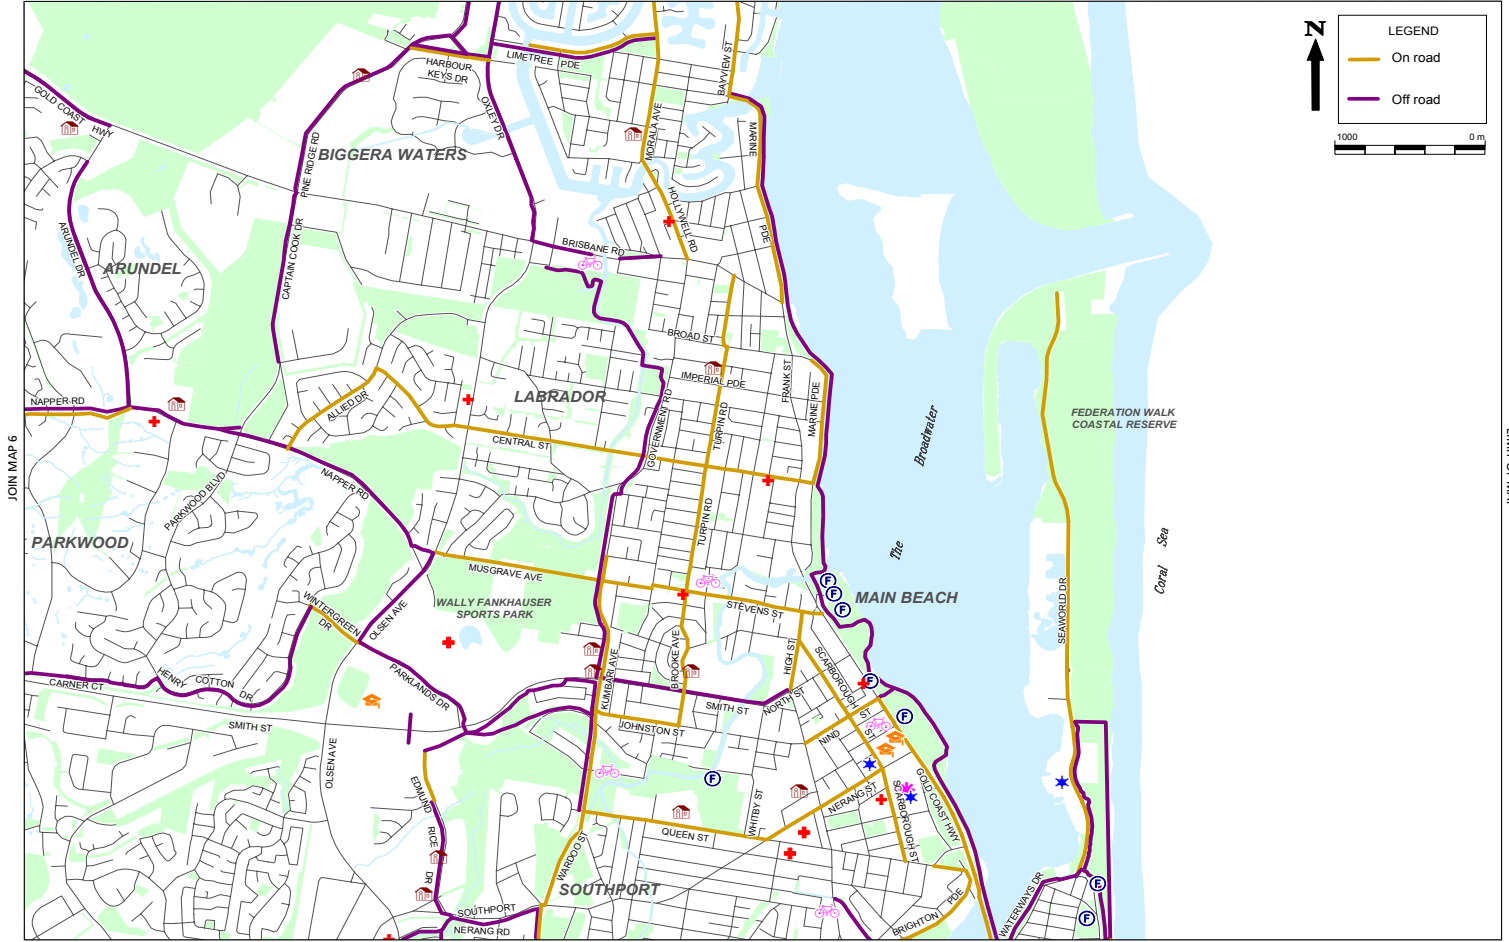 N
LEGEND
On road
Off road
1000
0 m
HARBOUR
KEYS DR
LIMETREE PDE
BAYVIEW ST
GOLD COAST HWY
OXLEY DR
MORALA AVE
MARINE
PDE
BIGGERA WATERS
PINE RIDGE RD
HOLLYWELL RD
ARUNDEL DR
ARUNDEL
CAPTAIN COOK DR
BRISBANE RD
BROAD ST
IMPERIAL PDE
FRANK ST
MARINE PDE
NAPPER RD
ALLIED DR
LABRADOR
GOVERNMENT RD
TURPIN RD
CENTRAL ST
FEDERATION WALK
COASTAL RESERVE
The
Broadwater
JOIN MAP 6
PARKWOOD BLVD
NAPPER RD
TURPIN RD
Coral Sea
PARKWOOD
MUSGRAVE AVE
STEVENS ST
MAIN BEACH
WALLY FANKHAUSER
SPORTS PARK
WINTERGREEN
DR
OLSEN AVE
SEAWORLD DR
HIGH ST
SCARBOROUGH
ST
BROOKE AVE
KUMBARI AVE
CARNER CT
HENRY
COTTON
DR
PARKLANDS DR
SMITH ST
NORTH ST
SMITH ST
JOHNSTON ST
NIND
ST
OLSEN AVE
EDMUND
RICE
DR
WHITBY ST
NERANG ST
SCARBOROUGH ST
GOLD COAST HWY
QUEEN ST
WARDOO ST
SOUTHPORT
SOUTHPORT
NERANG RD
BRIGHTON
PDE
WATERWAYS DR
F
F
F
F
F
F
F
F